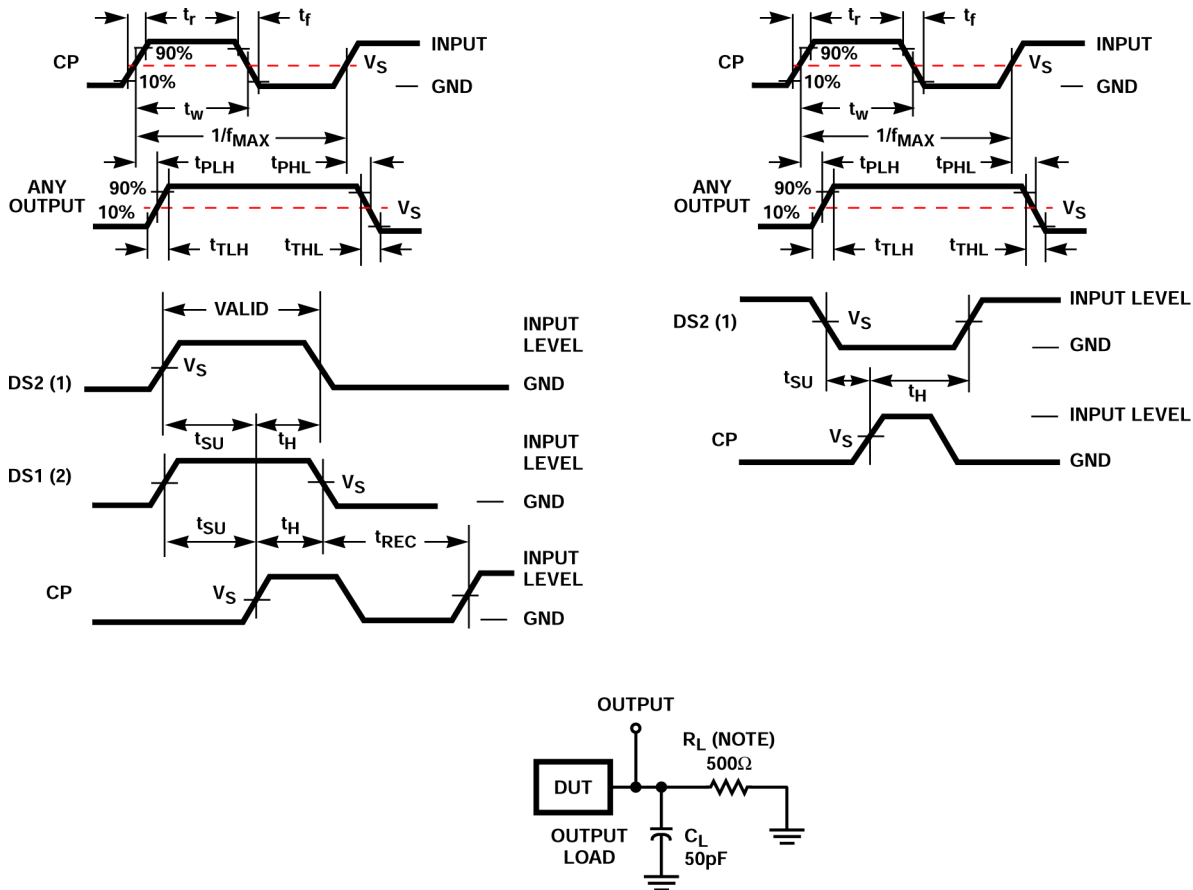 tr
tf
INPUT
CP
90%
VS
10%
GND
tW
1/fMAX
tPLH
tPHL
ANY
OUTPUT
90%
10%
VS
tTLH
tTHL
VALID
INPUT
LEVEL
VS
DS2 (1)
GND
tSU
tH
INPUT
LEVEL
DS1 (2)
VS
GND
tSU
tH
tREC
INPUT
LEVEL
CP
VS
GND
tr
tf
INPUT
CP
90%
VS
10%
GND
tW
1/fMAX
tPLH
tPHL
ANY
OUTPUT
90%
10%
VS
tTLH
tTHL
INPUT LEVEL
DS2 (1)
VS
GND
tSU
tH
INPUT LEVEL
CP
VS
GND
OUTPUT
RL (NOTE)
500Ω
DUT
OUTPUT
LOAD
CL
50pF